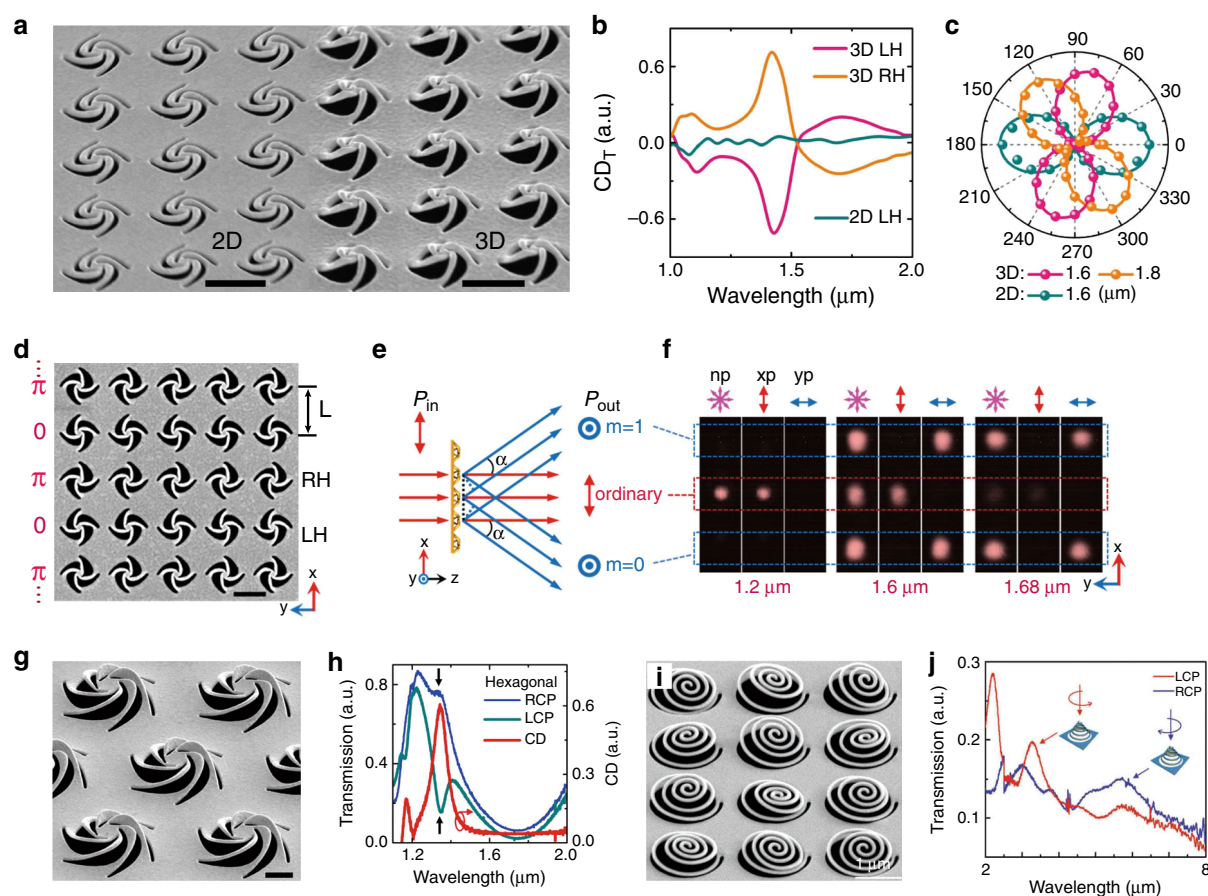 a
2D
3D
b
CD_T (a.u.)
0.6
0.0
−0.6
3D LH
3D RH
2D LH
1.0
1.5
2.0
Wavelength (μm)
c
90
60
30
0
330
300
270
240
210
180
150
120
3D: 1.6 1.8
2D: 1.6 (μm)
d
π
0
π
0
π
L
RH
LH
x
y
e
P_in
P_out
α
α
m=1
ordinary
m=0
x
y
z
f
np xp yp
1.2 μm
1.6 μm
1.68 μm
x
y
g
h
Transmission (a.u.)
0.8
0.4
0.0
Hexagonal
RCP
LCP
CD
0.6
0.3
0.0
CD (a.u.)
1.2
1.6
2.0
Wavelength (μm)
i
1 μm
j
Transmission (a.u.)
0.3
0.2
0.1
LCP
RCP
2
4
6
8
Wavelength (μm)